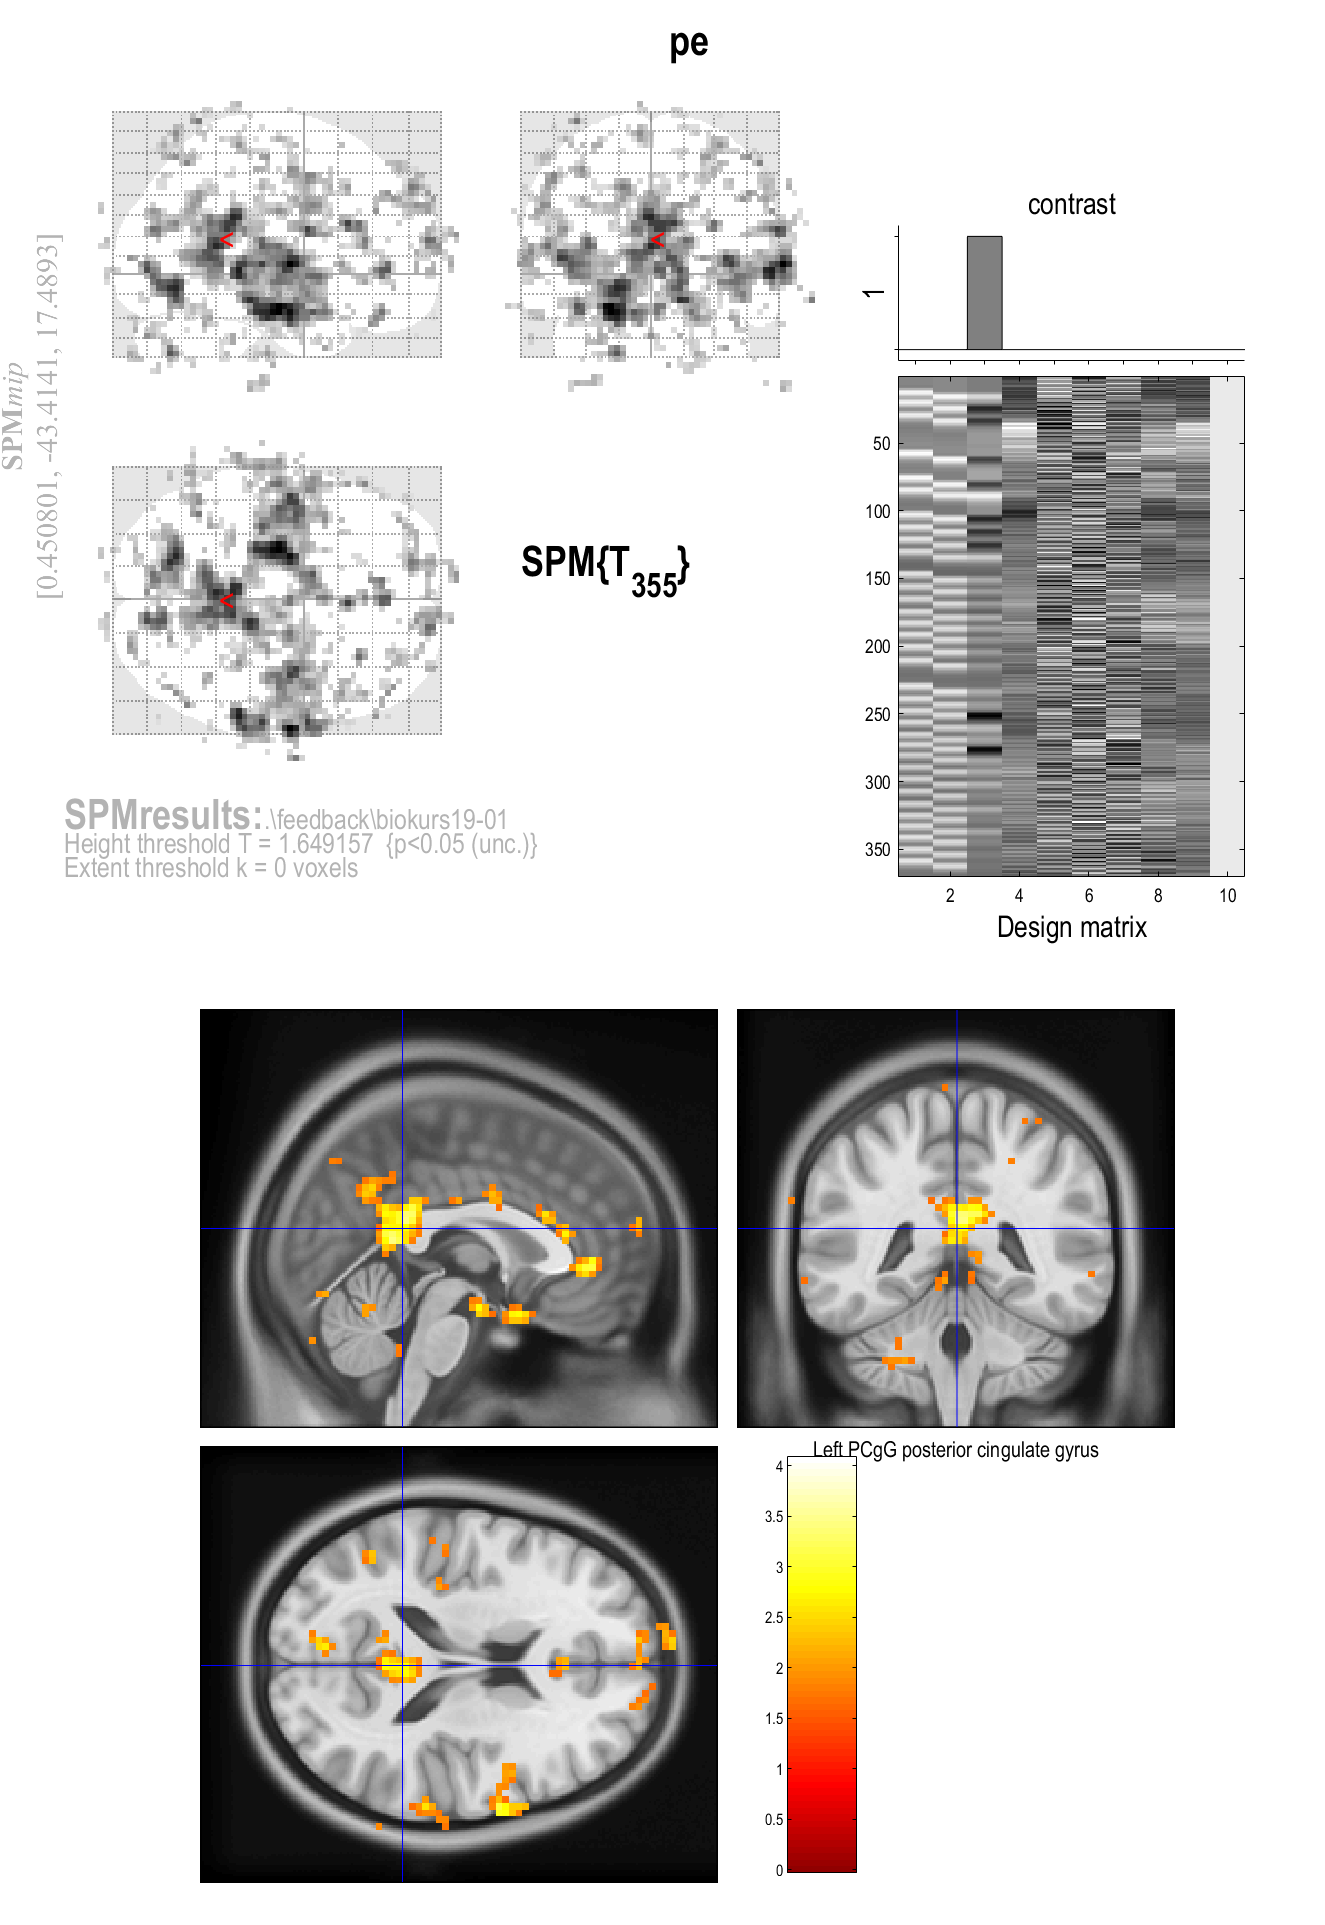 pe
SPMmip
[0.450801, -43.4141, 17.4893]
<
<
<
SPM{T355}
SPMresults: .\feedback\biokurs19-01
Height threshold T = 1.649157 {p<0.05 (unc.)}
Extent threshold k = 0 voxels
contrast
1
50
100
150
200
250
300
350
2 4 6 8 10
Design matrix
Left PCgG posterior cingulate gyrus
4
3.5
3
2.5
2
1.5
1
0.5
0